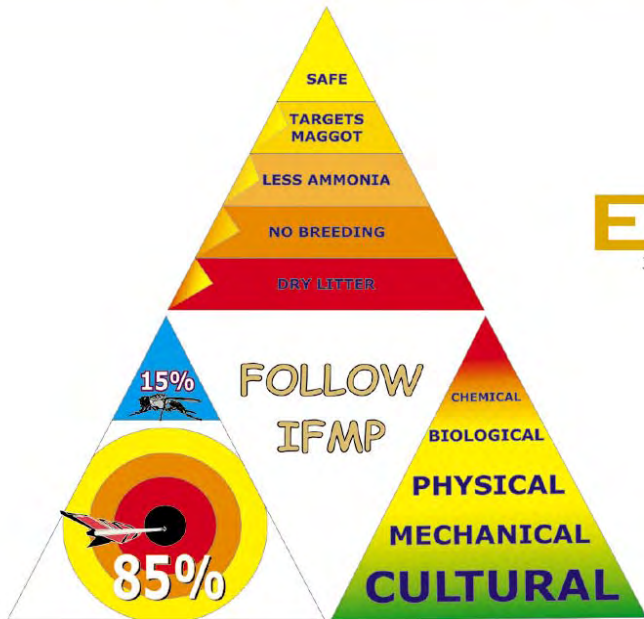 SAFE
TARGETS
MAGGOT
LESS AMMONIA
NO BREEDING
DRY LITTER
15%
FOLLOW
IFMP
85%
CHEMICAL
BIOLOGICAL
PHYSICAL
MECHANICAL
CULTURAL
E